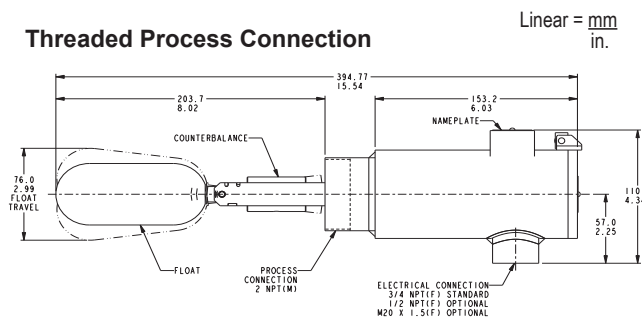 Threaded Process Connection
Linear = mm
in.
394.77
15.54
203.7
8.02
153.2
6.03
NAMEPLATE
COUNTERBALANCE
76.0
2.99
FLOAT
TRAVEL
110
4.34
57.0
2.25
FLOAT
PROCESS
CONNECTION
2 NPT(M)
ELECTRICAL CONNECTION
3/4 NPT(F) STANDARD
1/2 NPT(F) OPTIONAL
M20 X 1.5(F) OPTIONAL